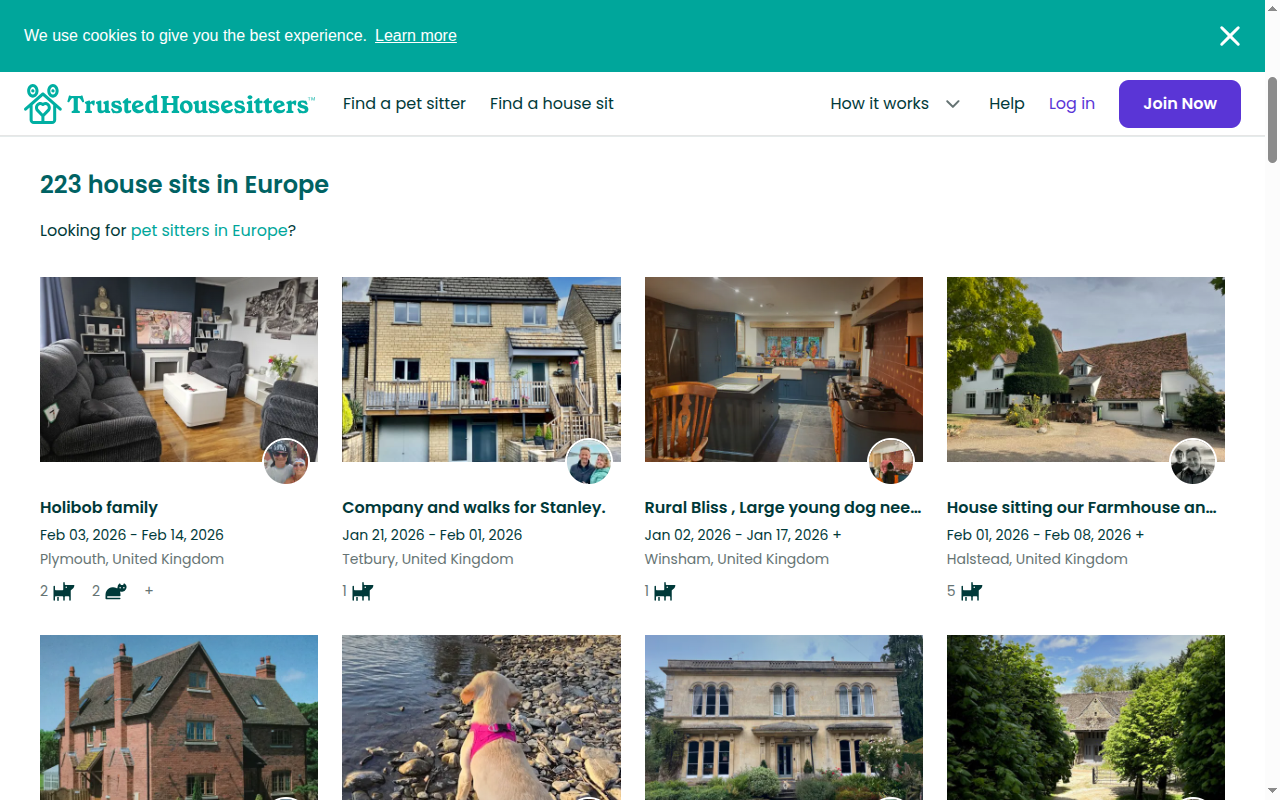 We use cookies to give you the best experience. Learn more
TrustedHousesitters™
Find a pet sitter
Find a house sit
How it works
Help
Log in
Join Now
223 house sits in Europe
Looking for pet sitters in Europe?
Holibob family
Feb 03, 2026 - Feb 14, 2026
Plymouth, United Kingdom
2
2
+
Company and walks for Stanley.
Jan 21, 2026 - Feb 01, 2026
Tetbury, United Kingdom
1
Rural Bliss , Large young dog nee...
Jan 02, 2026 - Jan 17, 2026 +
Winsham, United Kingdom
1
House sitting our Farmhouse an...
Feb 01, 2026 - Feb 08, 2026 +
Halstead, United Kingdom
5